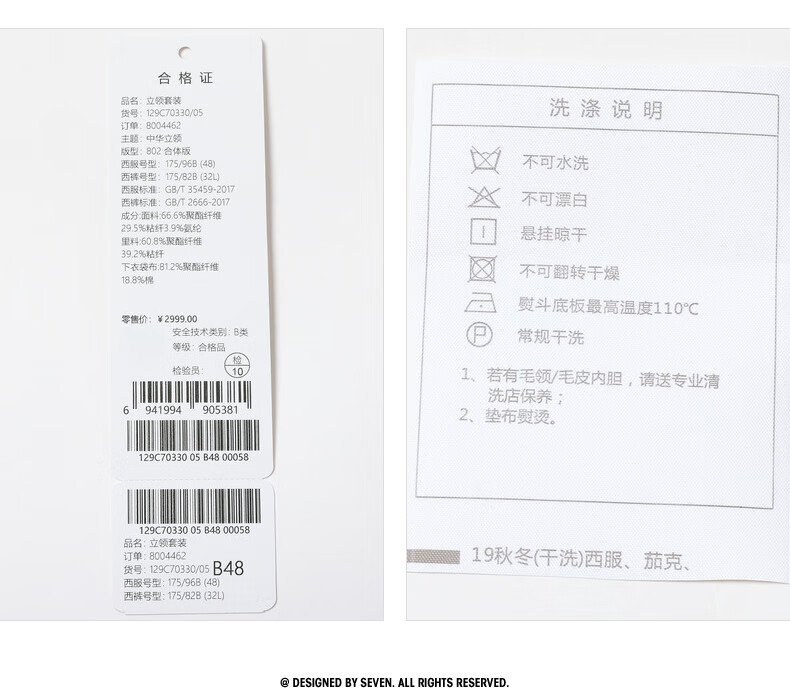 合格证
品名：立领套装
货号：129C70330/05
订单：8004462
主题：中华立领
版型：802 合体版
西服号型：175/96B (48)
西裤号型：175/82B (32L)
西服标准：GB/T 35459-2017
西裤标准：GB/T 2666-2017
成分:面料:66.6%聚酯纤维
29.5%粘纤3.9%氨纶
里料:60.8%聚酯纤维
39.2%粘纤
下衣袋布:81.2%聚酯纤维
18.8%棉
零售价：￥2999.00
安全技术类别：B类
等级：合格品
检验员：
检
10
6 941994 905381
129C70330 05 B48 00058
129C70330 05 B48 00058
品名：立领套装
订单：8004462
货号：129C70330/05 B48
西服号型：175/96B (48)
西裤号型：175/82B (32L)
洗涤说明
不可水洗
不可漂白
悬挂晾干
不可翻转干燥
熨斗底板最高温度110℃
P 常规干洗
1、若有毛领/毛皮内胆，请送专业清
洗店保养；
2、垫布熨烫。
19秋冬(干洗)西服、茄克、
@ DESIGNED BY SEVEN. ALL RIGHTS RESERVED.